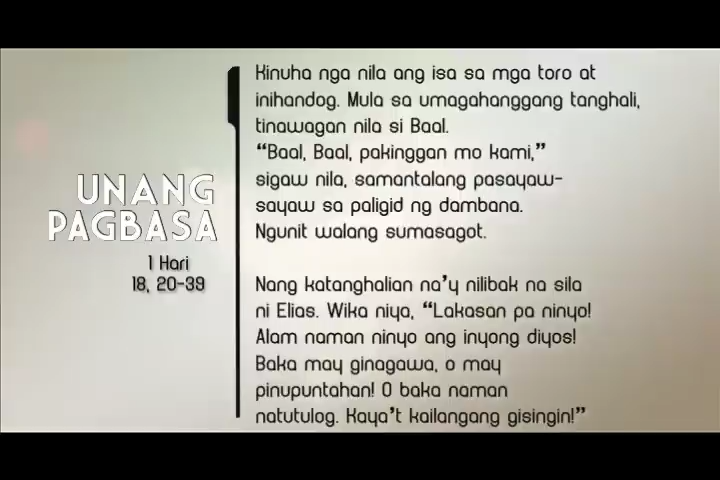 UNANG
PAGBASA
1 Hari
18, 20-39
Kinuha nga nila ang isa sa mga toro at
inihandog. Mula sa umagahanggang tanghali,
tinawagan nila si Baal.
“Baal, Baal, pakinggan mo kami,”
sigaw nila, samantalang pasayaw-
sayaw sa paligid ng dambana.
Ngunit walang sumasagot.
Nang katanghalian na’y nilibak na sila
ni Elias. Wika niya, “Lakasan pa ninyo!
Alam naman ninyo ang inyong diyos!
Baka may ginagawa, o may
pinupuntahan! O baka naman
natutulog. Kaya’t kailangang gisingin!”